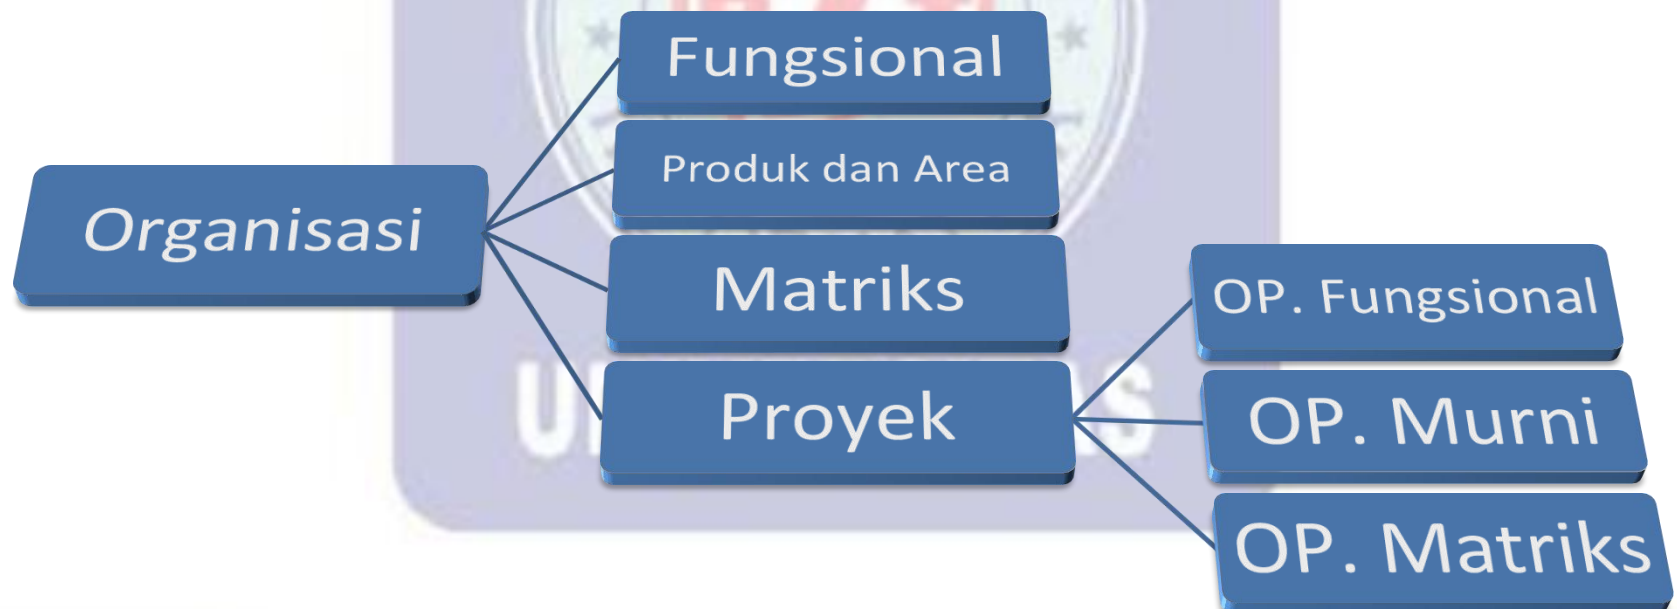 Organisasi
Fungsional
Produk dan Area
Matriks
Proyek
OP. Fungsional
OP. Murni
OP. Matriks